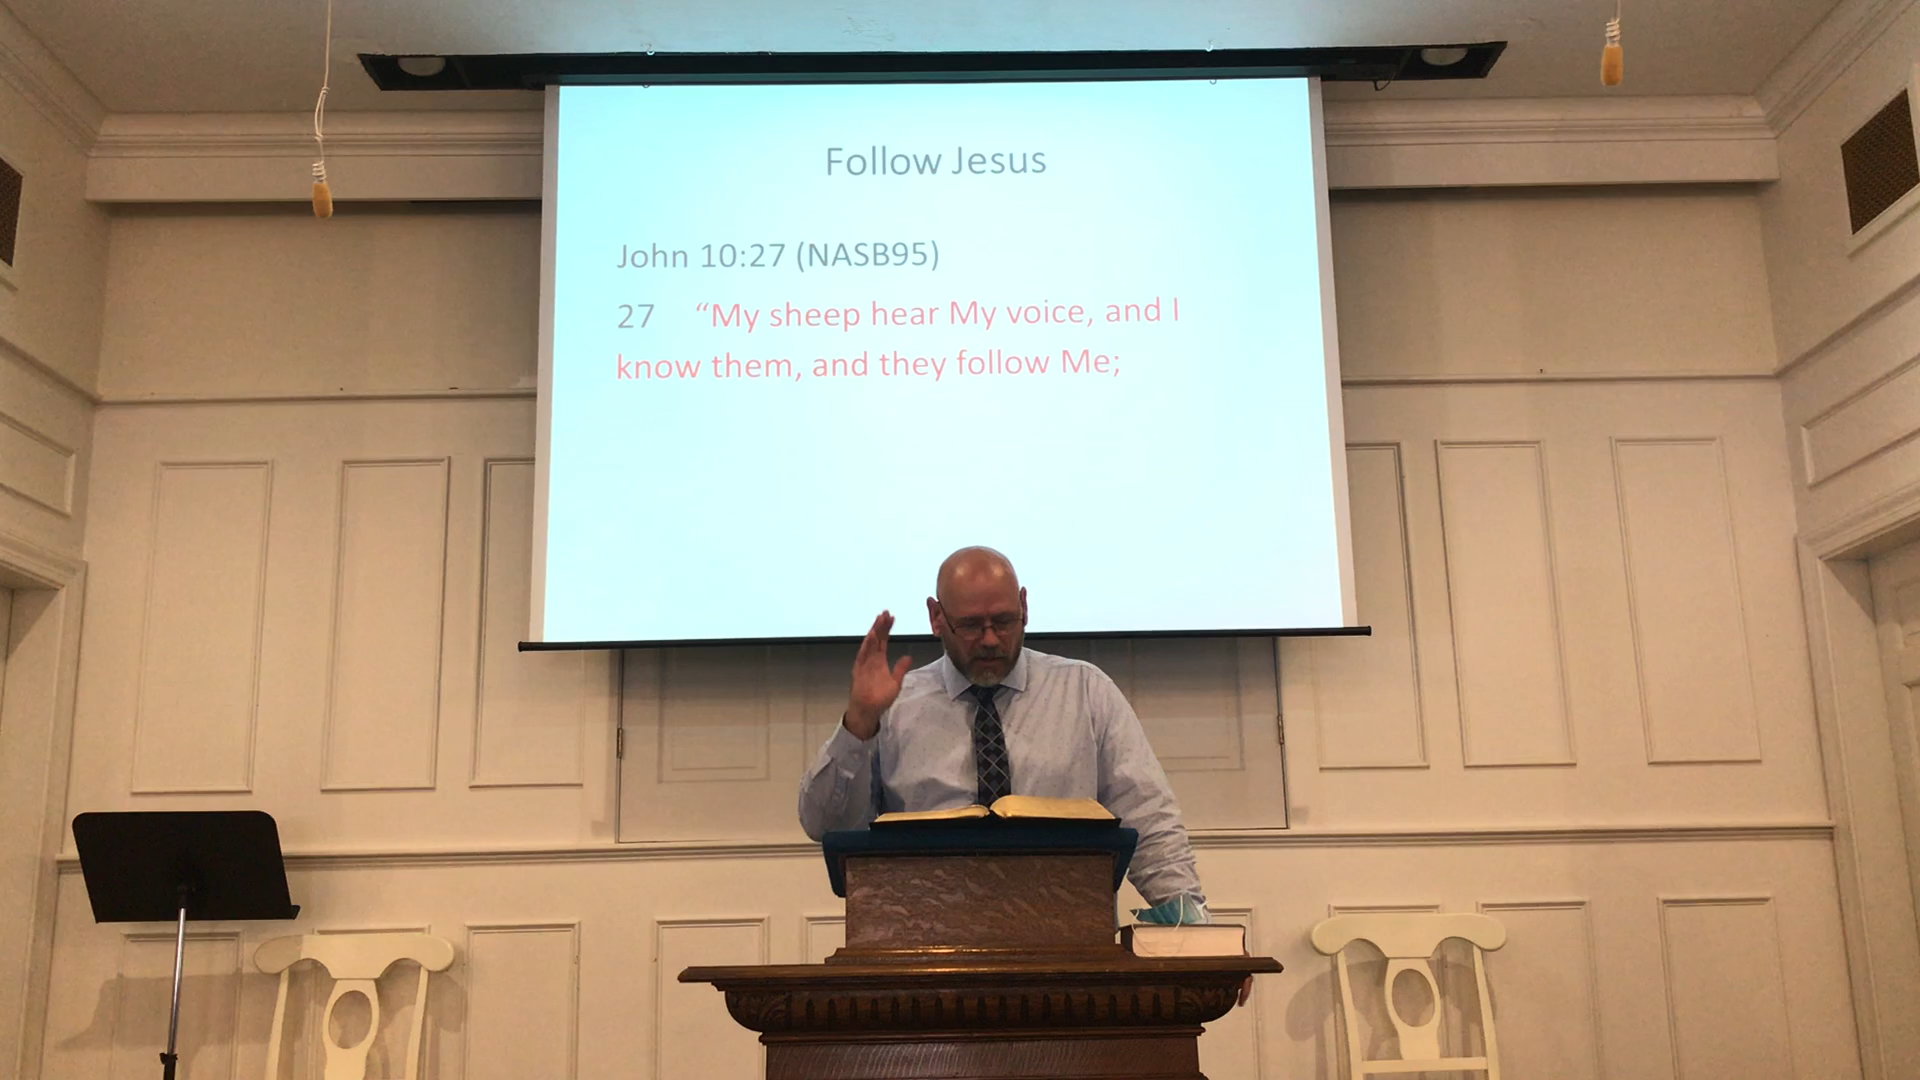 Follow Jesus
John 10:27 (NASB95)
27 “My sheep hear My voice, and I
know them, and they follow Me;